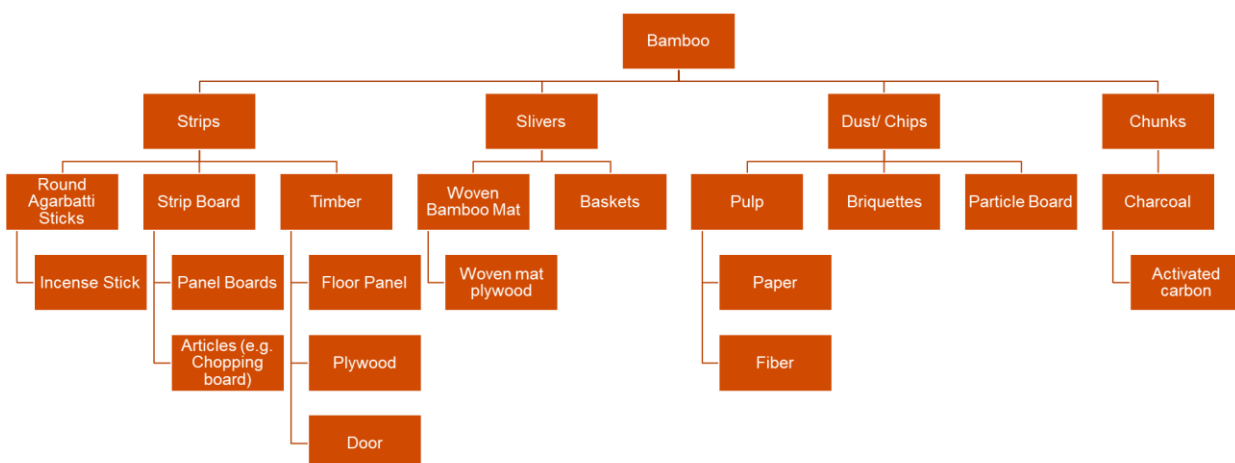 Bamboo
Strips
Slivers
Dust/ Chips
Chunks
Round
Agarbatti
Sticks
Strip Board
Timber
Woven
Bamboo Mat
Baskets
Pulp
Briquettes
Particle Board
Charcoal
Incense Stick
Panel Boards
Floor Panel
Woven mat
plywood
Paper
Activated
carbon
Articles (e.g.
Chopping
board)
Plywood
Fiber
Door